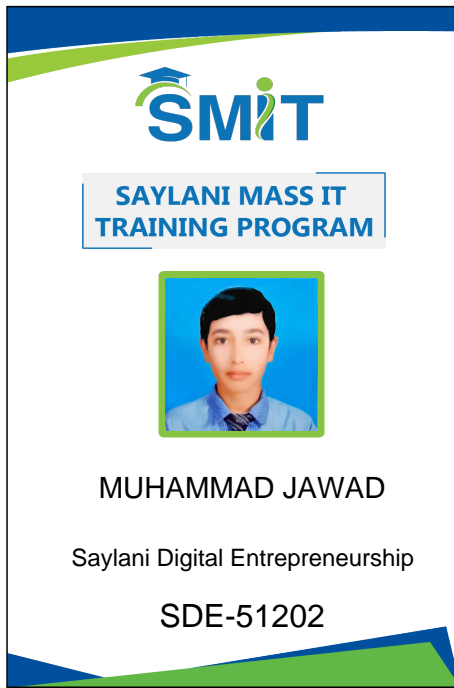 SMIT
SAYLANI MASS IT
TRAINING PROGRAM
MUHAMMAD JAWAD
Saylani Digital Entrepreneurship
SDE-51202